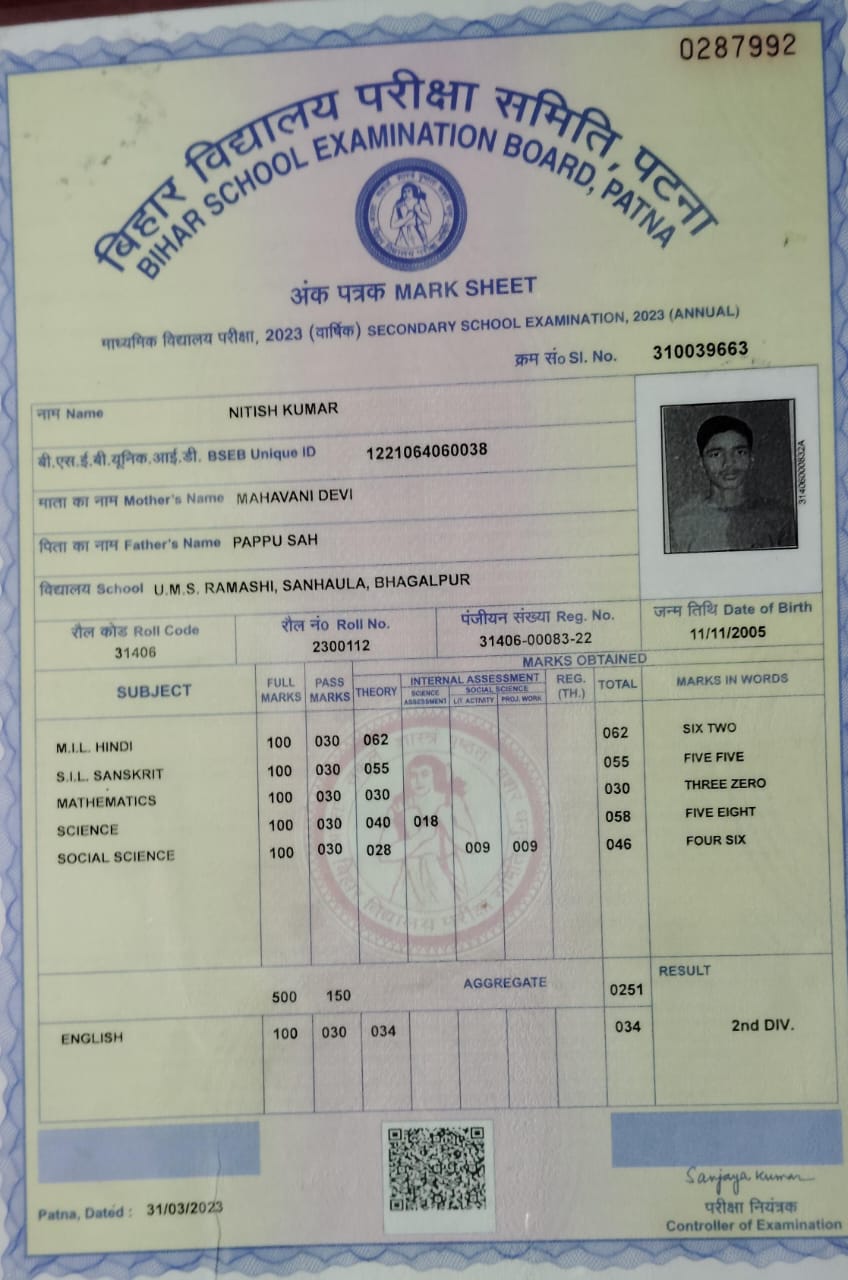 0287992
बिहार विद्यालय परीक्षा समिति, पटना
BIHAR SCHOOL EXAMINATION BOARD, PATNA
अंक पत्रक MARK SHEET
माध्यमिक विद्यालय परीक्षा, 2023 (वार्षिक) SECONDARY SCHOOL EXAMINATION, 2023 (ANNUAL)
क्रम सं० Sl. No. 310039663
नाम Name NITISH KUMAR
बी.एस.ई.बी.यूनिक.आई.डी. BSEB Unique ID 1221064060038
माता का नाम Mother's Name MAHAVANI DEVI
पिता का नाम Father's Name PAPPU SAH
विद्यालय School U.M.S. RAMASHI, SANHAULA, BHAGALPUR
31406000832A
रौल कोड Roll Code रौल नं० Roll No. पंजीयन संख्या Reg. No. जन्म तिथि Date of Birth
31406 2300112 31406-00083-22 11/11/2005
MARKS OBTAINED
SUBJECT FULL MARKS PASS MARKS THEORY INTERNAL ASSESSMENT REG. (TH.) TOTAL MARKS IN WORDS
SCIENCE ASSESSMENT SOCIAL SCIENCE
LIT. ACTIVITY PROJ. WORK
M.I.L. HINDI 100 030 062 062 SIX TWO
S.I.L. SANSKRIT 100 030 055 055 FIVE FIVE
MATHEMATICS 100 030 030 030 THREE ZERO
SCIENCE 100 030 040 018 058 FIVE EIGHT
SOCIAL SCIENCE 100 030 028 009 009 046 FOUR SIX
बिहार विद्यालय परीक्षा समिति
500 150 AGGREGATE 0251 RESULT
ENGLISH 100 030 034 034 2nd DIV.
Sanjaya Kumar
Patna, Dated : 31/03/2023
परीक्षा नियंत्रक
Controller of Examination